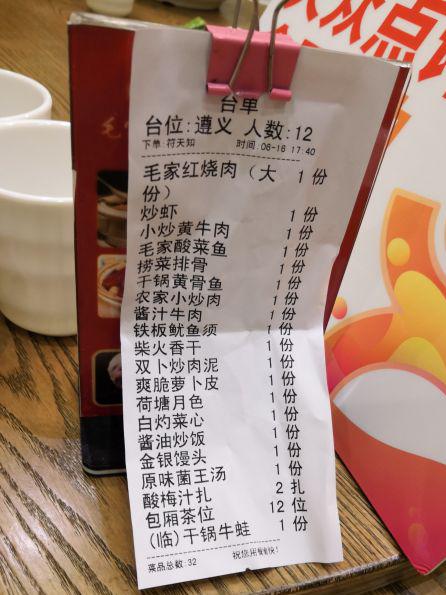 台单
台位:遵义 人数:12
下单:符天知 时间:06-16 17:40
毛家红烧肉（大 1 份
份）
炒虾 1 份
小炒黄牛肉 1 份
毛家酸菜鱼 1 份
捞菜排骨 1 份
干锅黄骨鱼 1 份
农家小炒肉 1 份
酱汁牛肉 1 份
铁板鱿鱼须 1 份
柴火香干 1 份
双卜炒肉泥 1 份
爽脆萝卜皮 1 份
荷塘月色 1 份
白灼菜心 1 份
酱油炒饭 1 份
金银馒头 1 份
原味菌王汤 1 份
酸梅汁扎 2 扎
包厢茶位 12 位
(临)干锅牛蛙 1 份
菜品总数:32 祝您用餐愉快!
大众点
毛